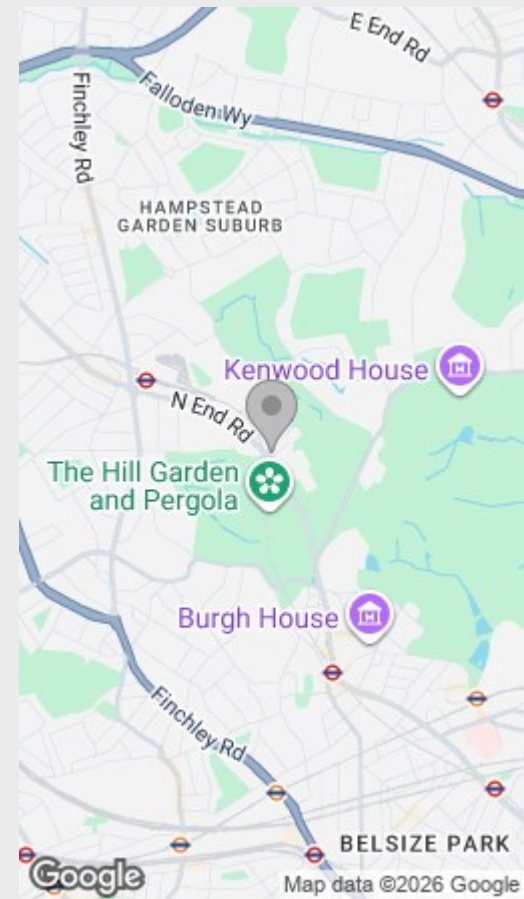 E End Rd
Falloden Wy
Finchley Rd
HAMPSTEAD
GARDEN SUBURB
Kenwood House
N End Rd
The Hill Garden
and Pergola
Burgh House
Finchley Rd
BELSIZE PARK
Google
Map data ©2026 Google